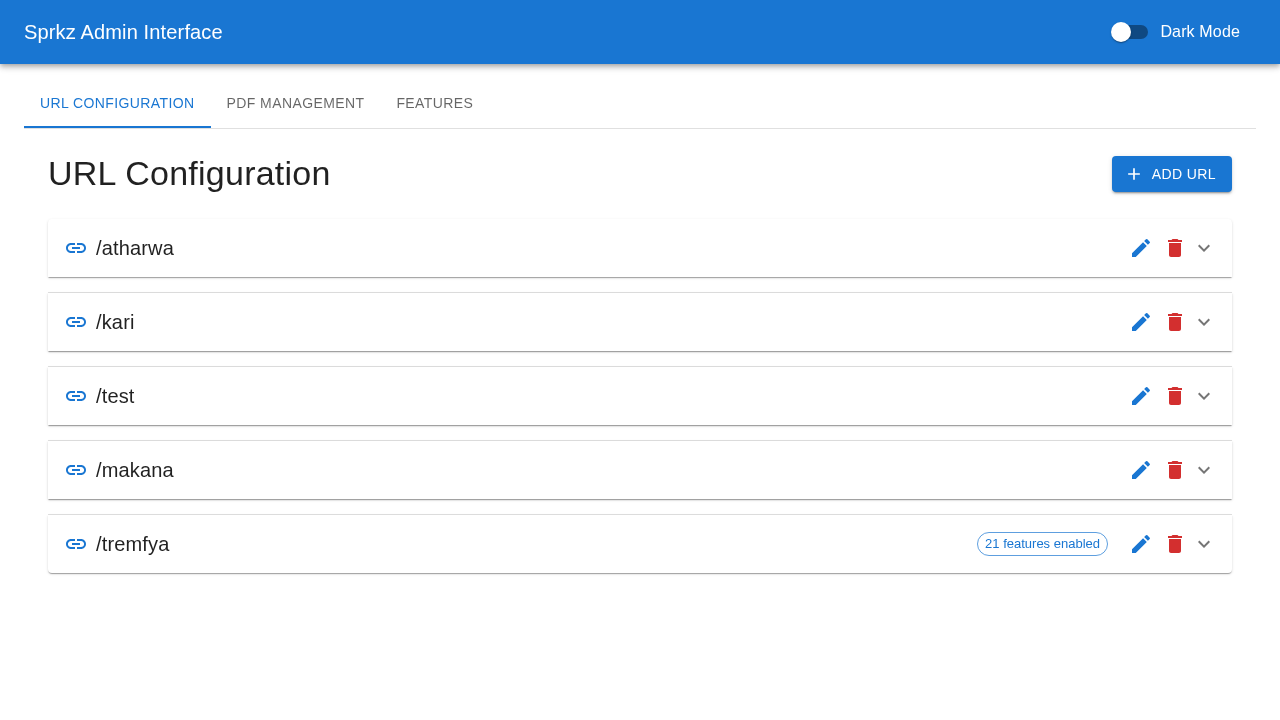 Sprkz Admin Interface
Dark Mode
URL CONFIGURATION
PDF MANAGEMENT
FEATURES
URL Configuration
ADD URL
/atharwa
/kari
/test
/makana
/tremfya
21 features enabled